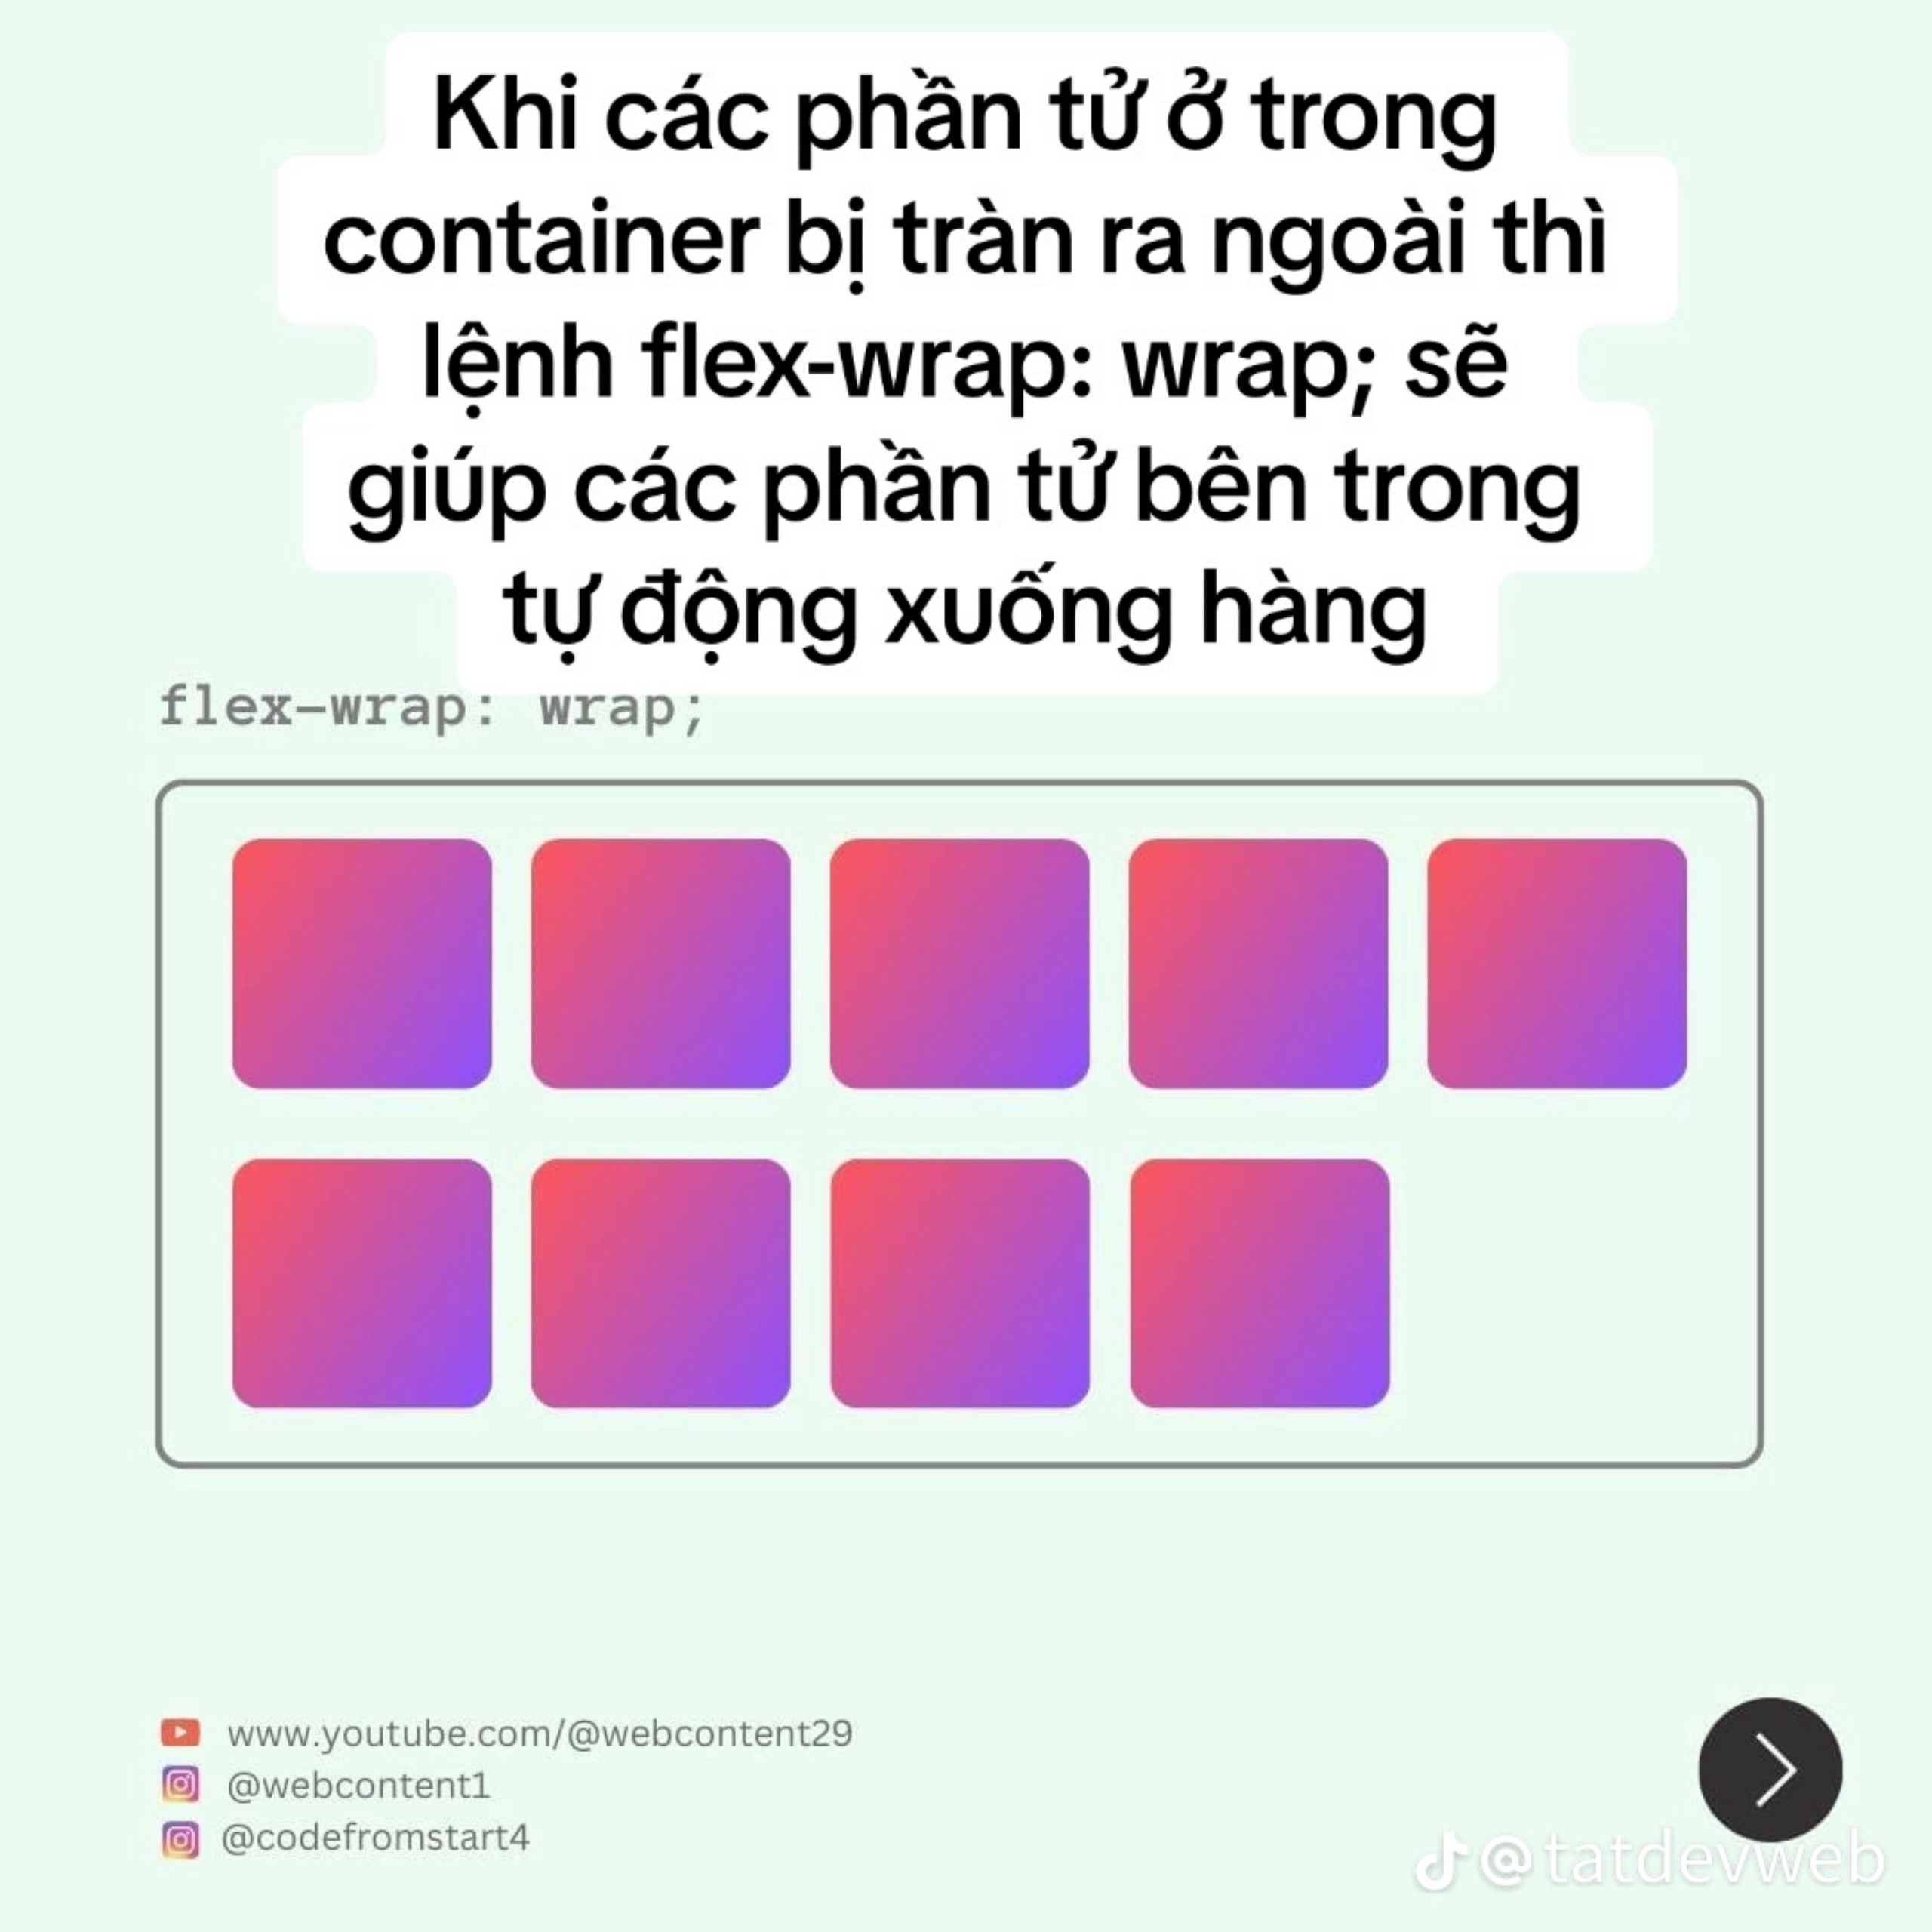 Khi các phần tử ở trong
container bị tràn ra ngoài thì
lệnh flex-wrap: wrap; sẽ
giúp các phần tử bên trong
tự động xuống hàng
flex-wrap: wrap;
www.youtube.com/@webcontent29
@webcontent1
@codefromstart4
@tatdevweb